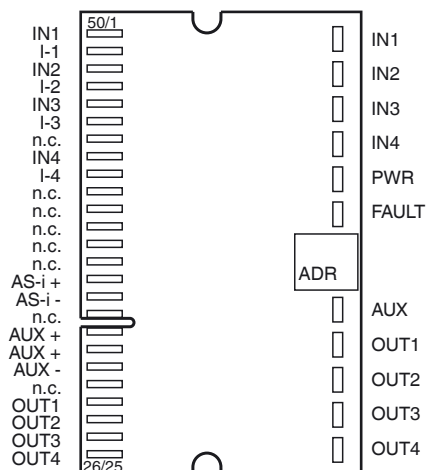 50/1
IN1
I-1
IN2
I-2
IN3
I-3
n.c.
IN4
I-4
n.c.
n.c.
n.c.
n.c.
n.c.
AS-i +
AS-i -
n.c.
AUX +
AUX +
AUX -
n.c.
OUT1
OUT2
OUT3
OUT4
26/25
IN1
IN2
IN3
IN4
PWR
FAULT
ADR
AUX
OUT1
OUT2
OUT3
OUT4